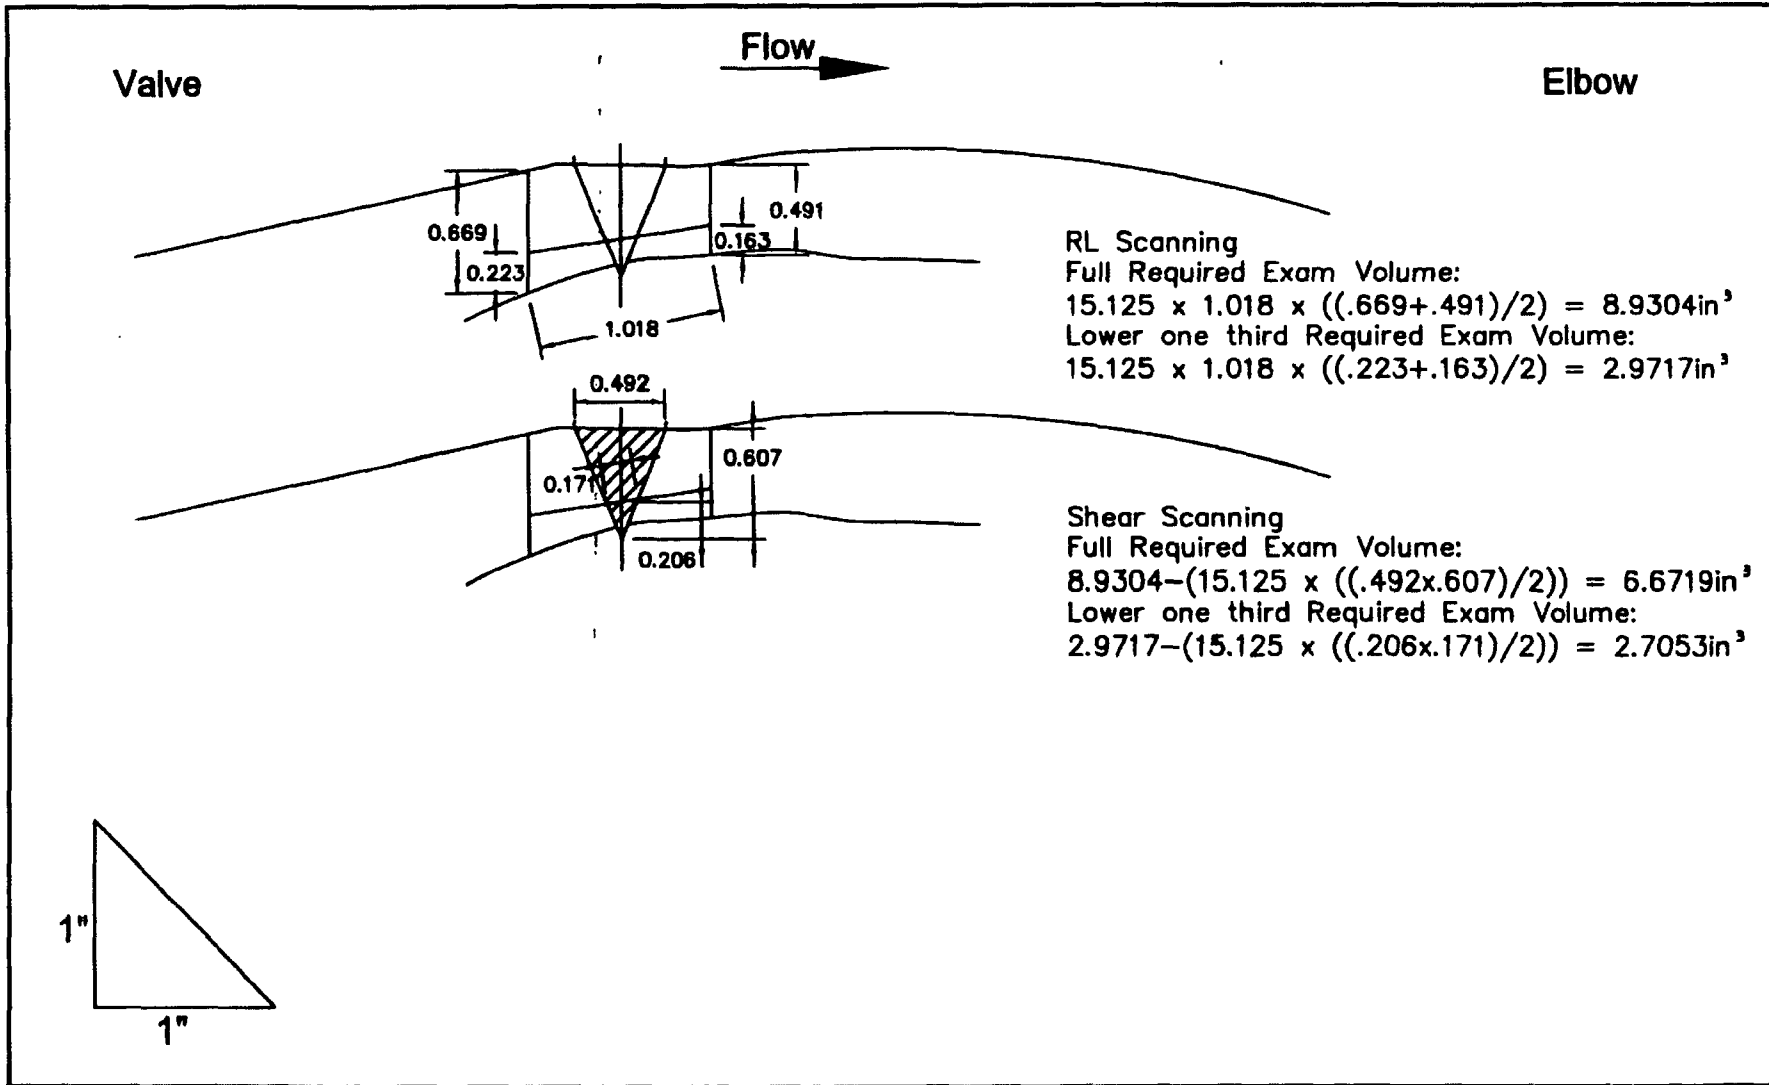 Flow
Valve
Elbow
0.669
0.223
0.491
0.163
1.018
RL Scanning
Full Required Exam Volume:
15.125 x 1.018 x ((.669+.491)/2) = 8.9304in³
Lower one third Required Exam Volume:
15.125 x 1.018 x ((.223+.163)/2) = 2.9717in³
0.492
0.607
0.171
0.206
Shear Scanning
Full Required Exam Volume:
8.9304-(15.125 x ((.492x.607)/2)) = 6.6719in³
Lower one third Required Exam Volume:
2.9717-(15.125 x ((.206x.171)/2)) = 2.7053in³
1"
1"